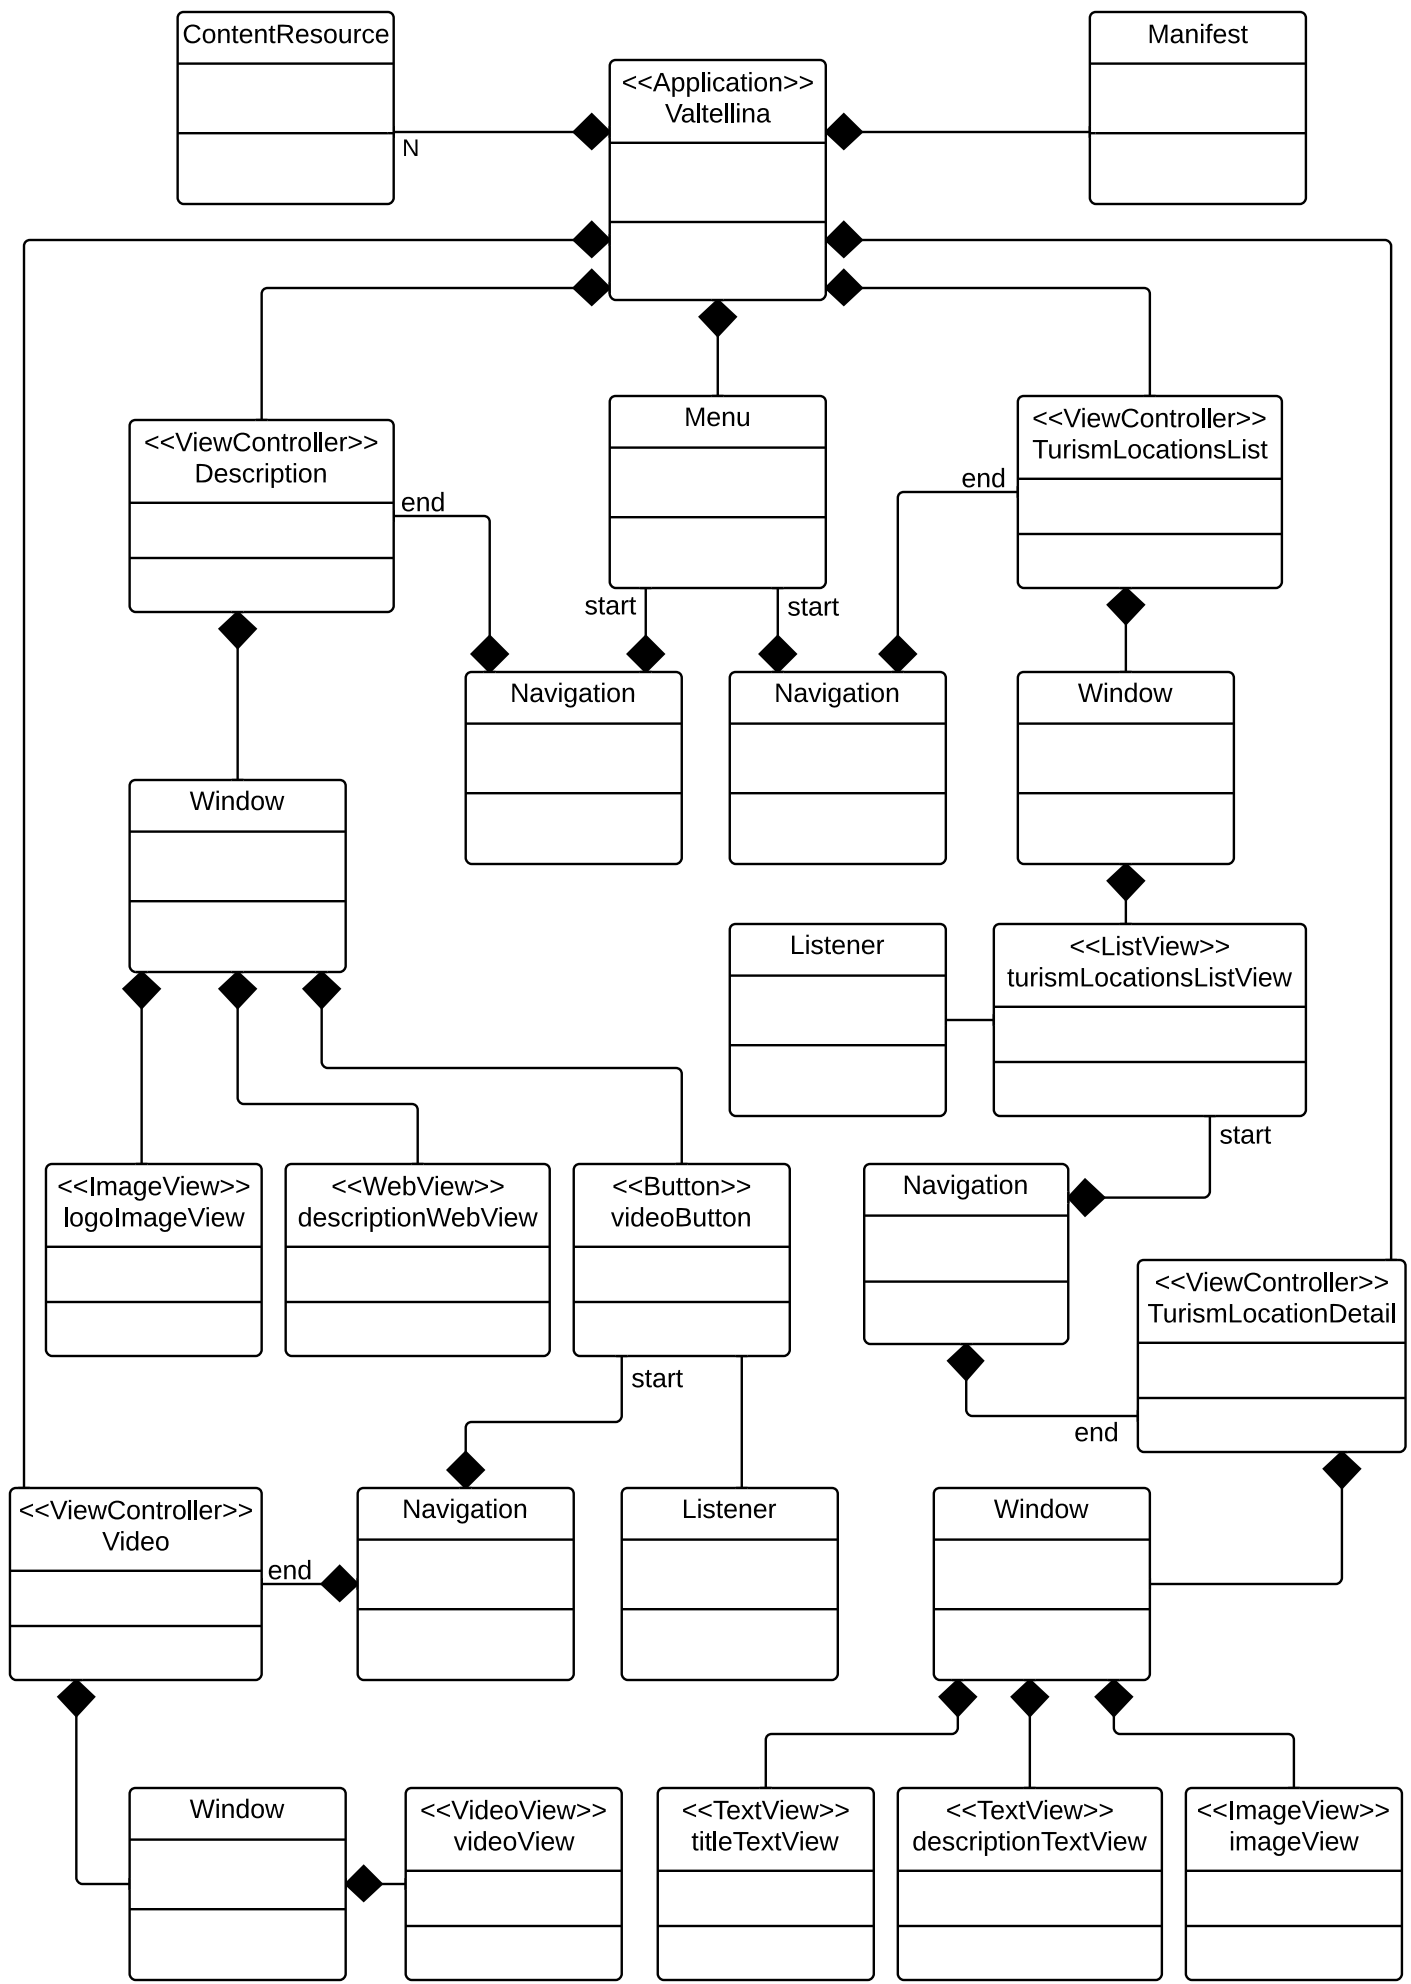 ContentResource
Manifest
<<Application>>
Valtellina
N
<<ViewController>>
Description
Menu
<<ViewController>>
TurismLocationsList
end
end
start
start
Navigation
Navigation
Window
Window
Listener
<<ListView>>
turismLocationsListView
start
<<ImageView>>
logoImageView
<<WebView>>
descriptionWebView
<<Button>>
videoButton
Navigation
<<ViewController>>
TurismLocationDetail
start
end
<<ViewController>>
Video
Navigation
Listener
Window
end
Window
<<VideoView>>
videoView
<<TextView>>
titleTextView
<<TextView>>
descriptionTextView
<<ImageView>>
imageView